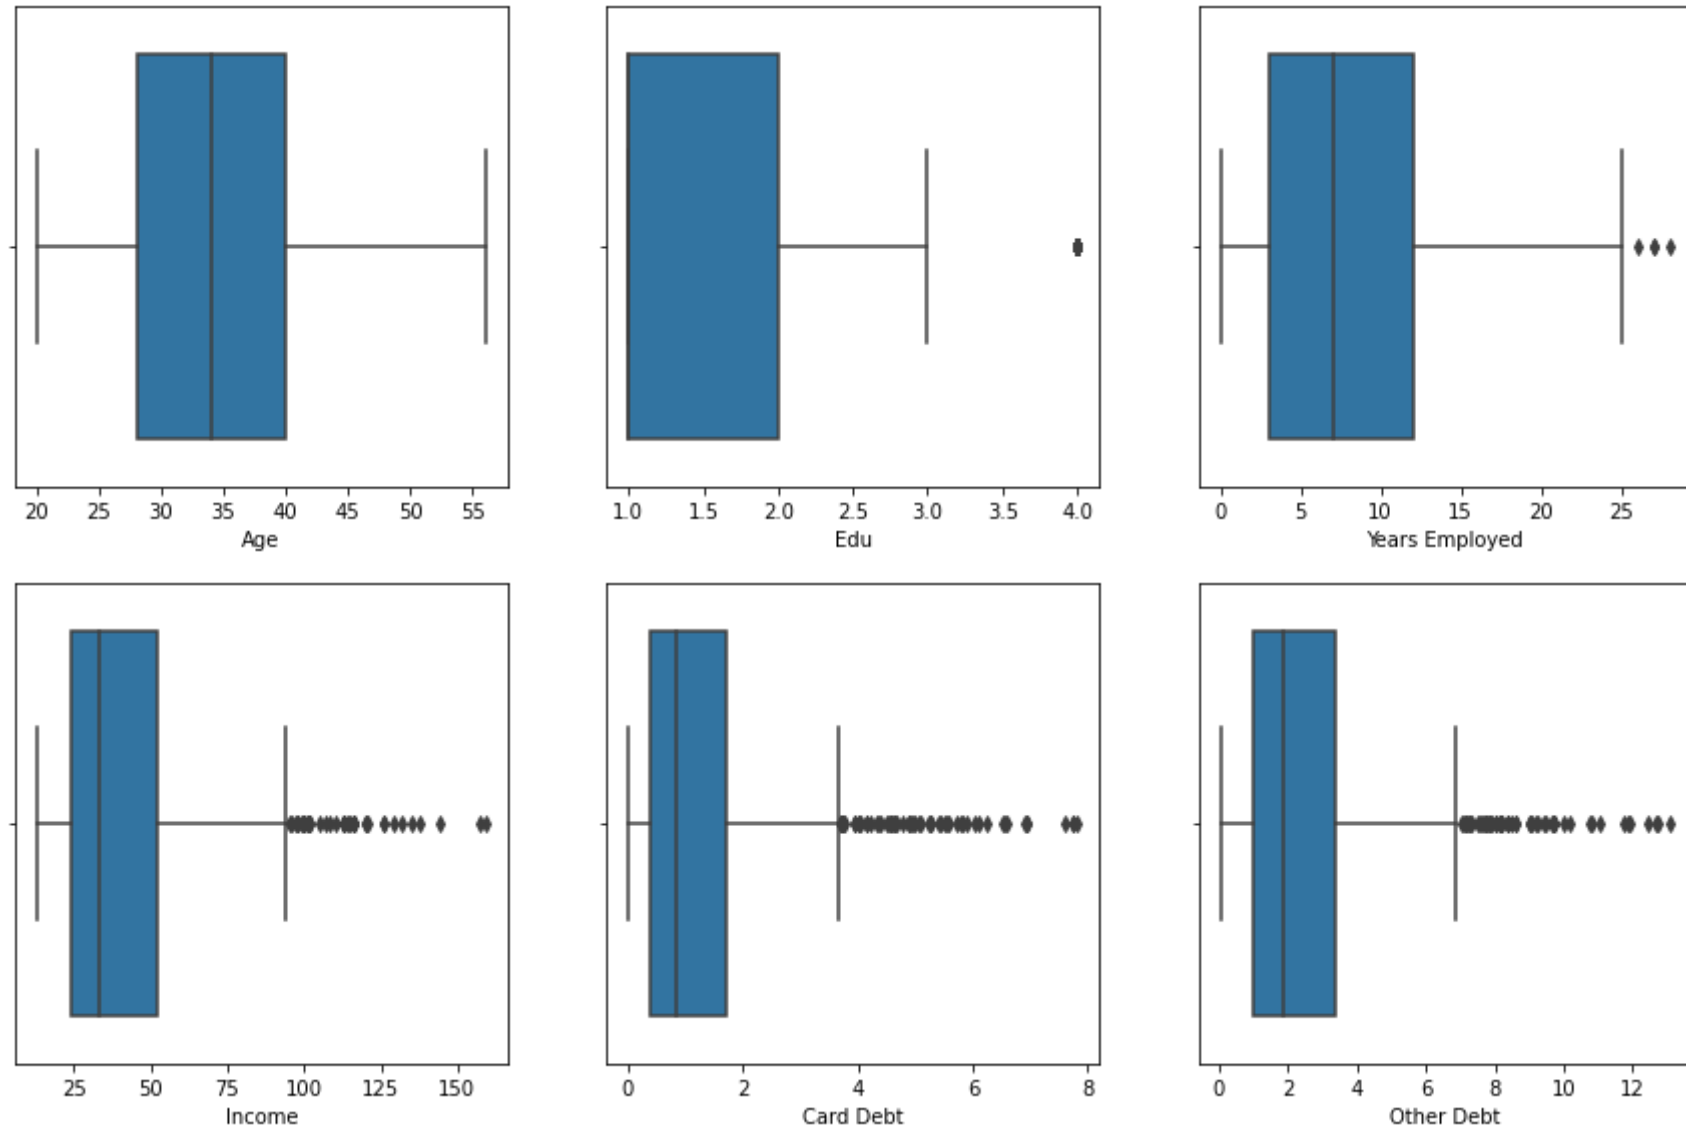 20 25 30 35 40 45 50 55
Age
1.0 1.5 2.0 2.5 3.0 3.5 4.0
Edu
0 5 10 15 20 25
Years Employed
25 50 75 100 125 150
Income
0 2 4 6 8
Card Debt
0 2 4 6 8 10 12
Other Debt